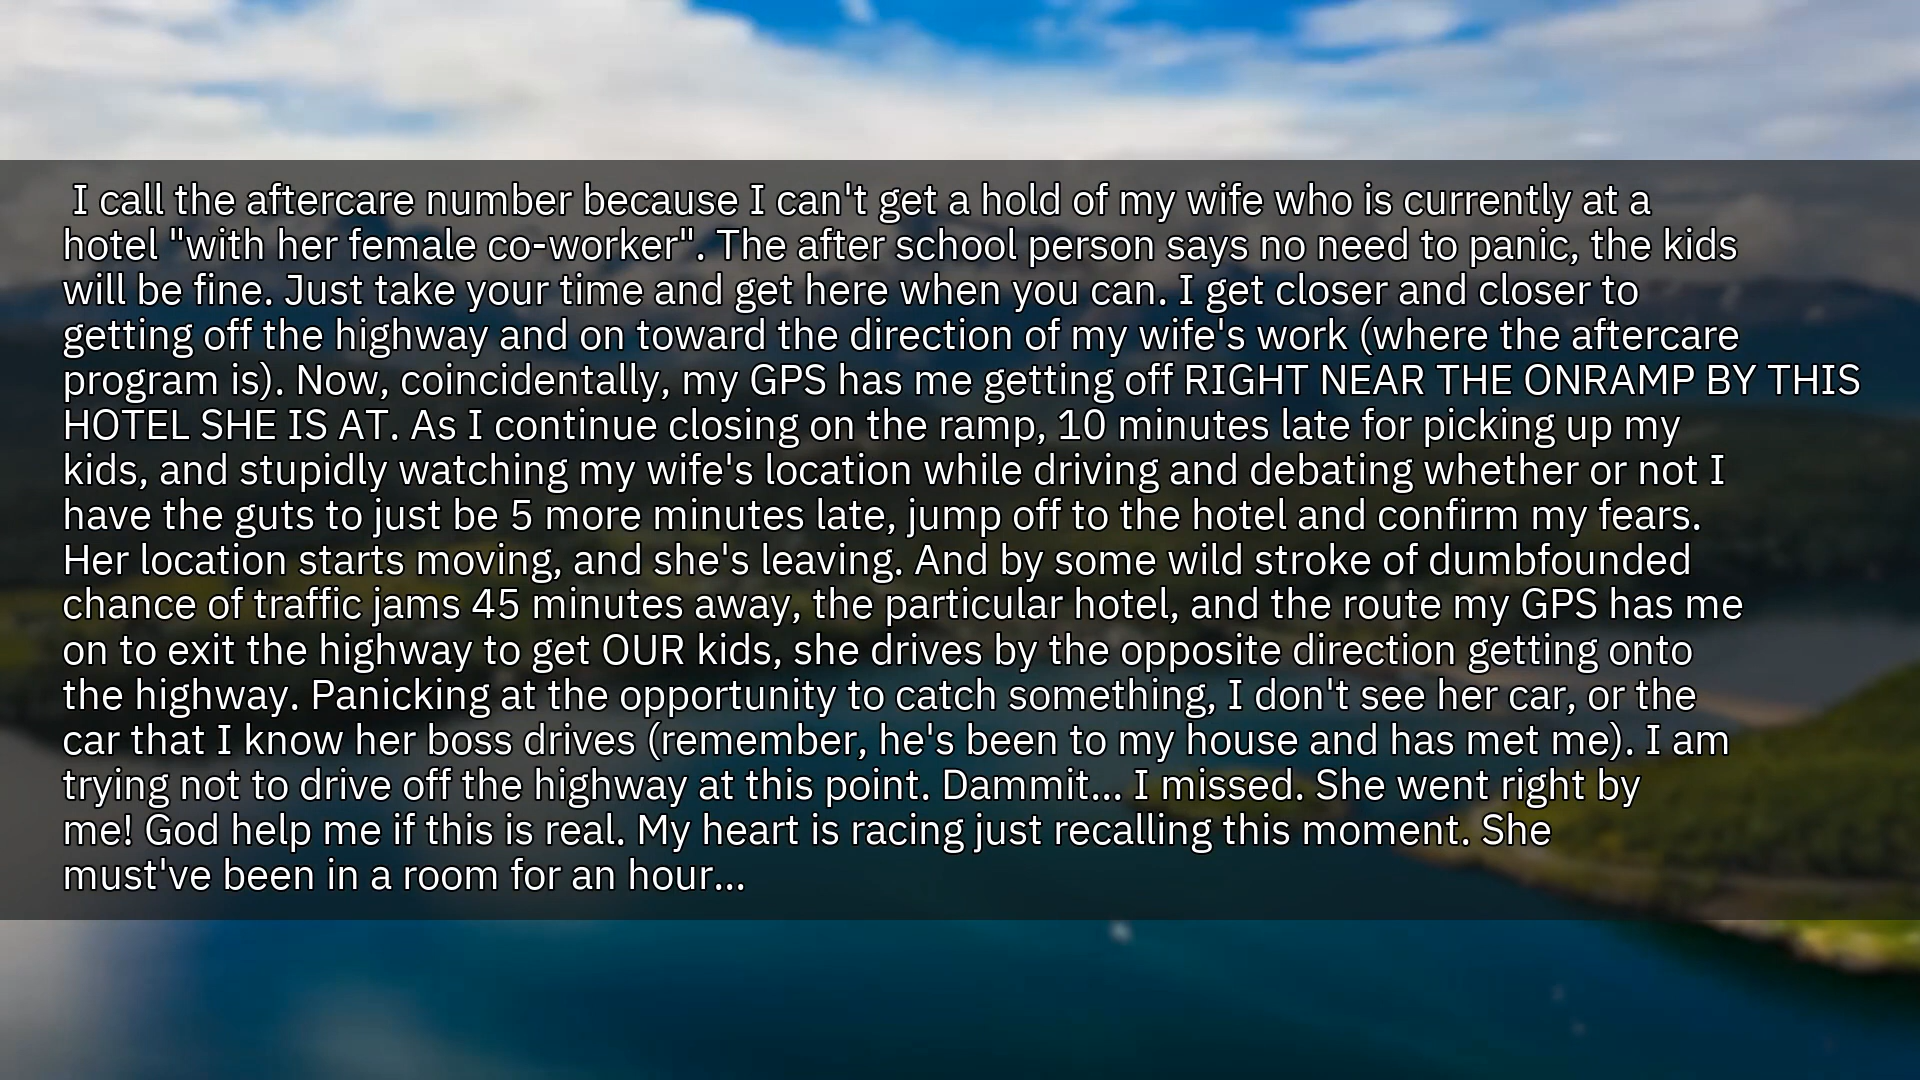 I call the aftercare number because I can't get a hold of my wife who is currently at a
hotel "with her female co-worker". The after school person says no need to panic, the kids
will be fine. Just take your time and get here when you can. I get closer and closer to
getting off the highway and on toward the direction of my wife's work (where the aftercare
program is). Now, coincidentally, my GPS has me getting off RIGHT NEAR THE ONRAMP BY THIS
HOTEL SHE IS AT. As I continue closing on the ramp, 10 minutes late for picking up my
kids, and stupidly watching my wife's location while driving and debating whether or not I
have the guts to just be 5 more minutes late, jump off to the hotel and confirm my fears.
Her location starts moving, and she's leaving. And by some wild stroke of dumbfounded
chance of traffic jams 45 minutes away, the particular hotel, and the route my GPS has me
on to exit the highway to get OUR kids, she drives by the opposite direction getting onto
the highway. Panicking at the opportunity to catch something, I don't see her car, or the
car that I know her boss drives (remember, he's been to my house and has met me). I am
trying not to drive off the highway at this point. Dammit... I missed. She went right by
me! God help me if this is real. My heart is racing just recalling this moment. She
must've been in a room for an hour...